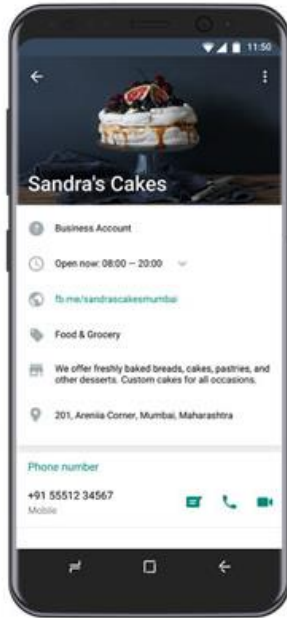 11:50
Sandra's Cakes
Business Account
Open now: 08:00 — 20:00
fb.me/sandrascakesmumbai
Food & Grocery
We offer freshly baked breads, cakes, pastries, and
other desserts. Custom cakes for all occasions.
201, Areniia Corner, Mumbai, Maharashtra
Phone number
+91 55512 34567
Mobile